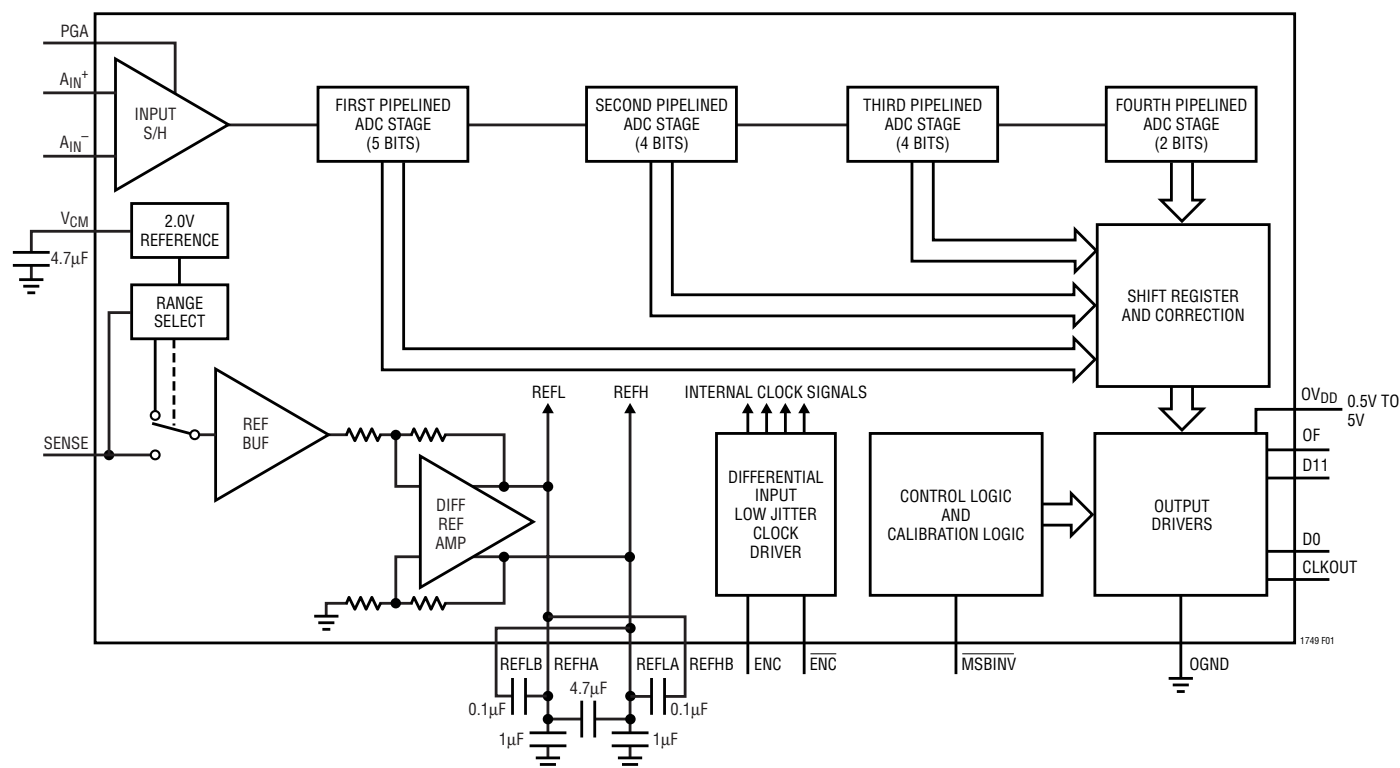 PGA
AIN+
AIN−
INPUT
S/H
FIRST PIPELINED
ADC STAGE
(5 BITS)
SECOND PIPELINED
ADC STAGE
(4 BITS)
THIRD PIPELINED
ADC STAGE
(4 BITS)
FOURTH PIPELINED
ADC STAGE
(2 BITS)
VCM
4.7µF
2.0V
REFERENCE
RANGE
SELECT
SHIFT REGISTER
AND CORRECTION
SENSE
REF
BUF
DIFF
REF
AMP
REFL
REFH
INTERNAL CLOCK SIGNALS
DIFFERENTIAL
INPUT
LOW JITTER
CLOCK
DRIVER
CONTROL LOGIC
AND
CALIBRATION LOGIC
OUTPUT
DRIVERS
OVDD
0.5V TO
5V
OF
D11
D0
CLKOUT
1749 F01
REFLB
REFHA
REFLA
REFHB
ENC
E̅N̅C̅
M̅S̅B̅I̅N̅V̅
OGND
4.7µF
0.1µF
0.1µF
1µF
1µF